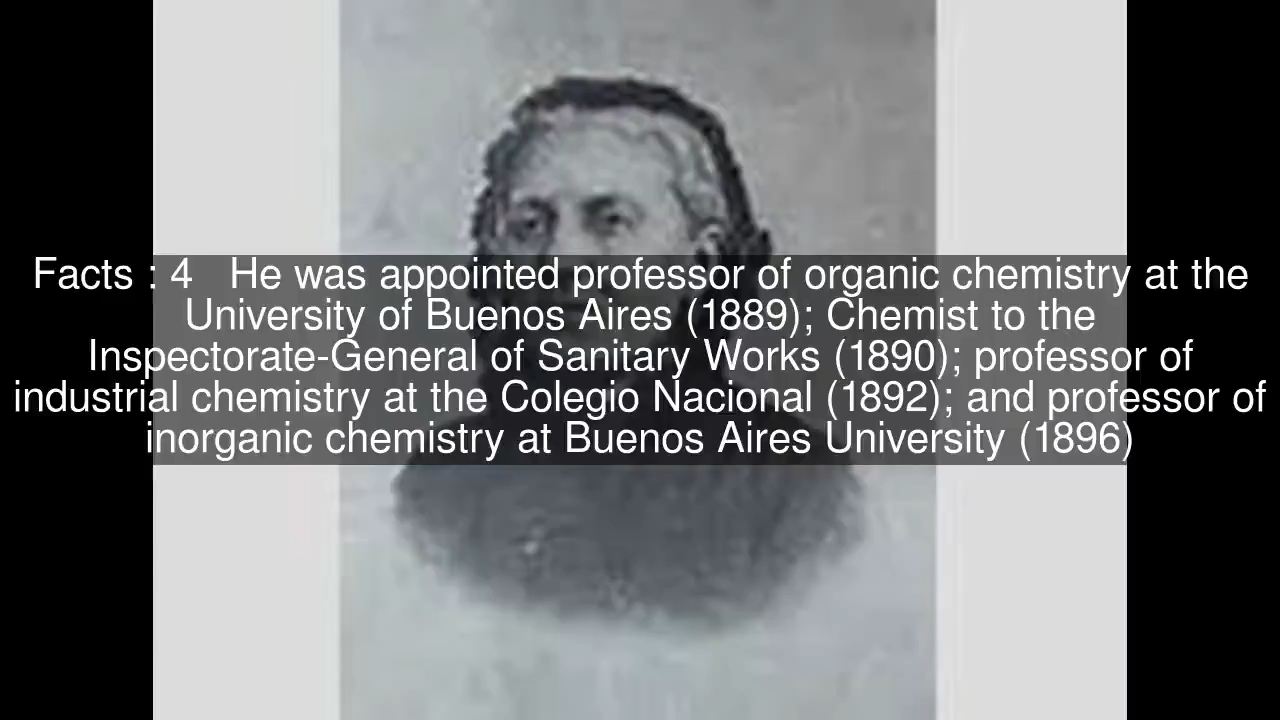 Facts : 4   He was appointed professor of organic chemistry at the
University of Buenos Aires (1889); Chemist to the
Inspectorate-General of Sanitary Works (1890); professor of
industrial chemistry at the Colegio Nacional (1892); and professor of
inorganic chemistry at Buenos Aires University (1896)